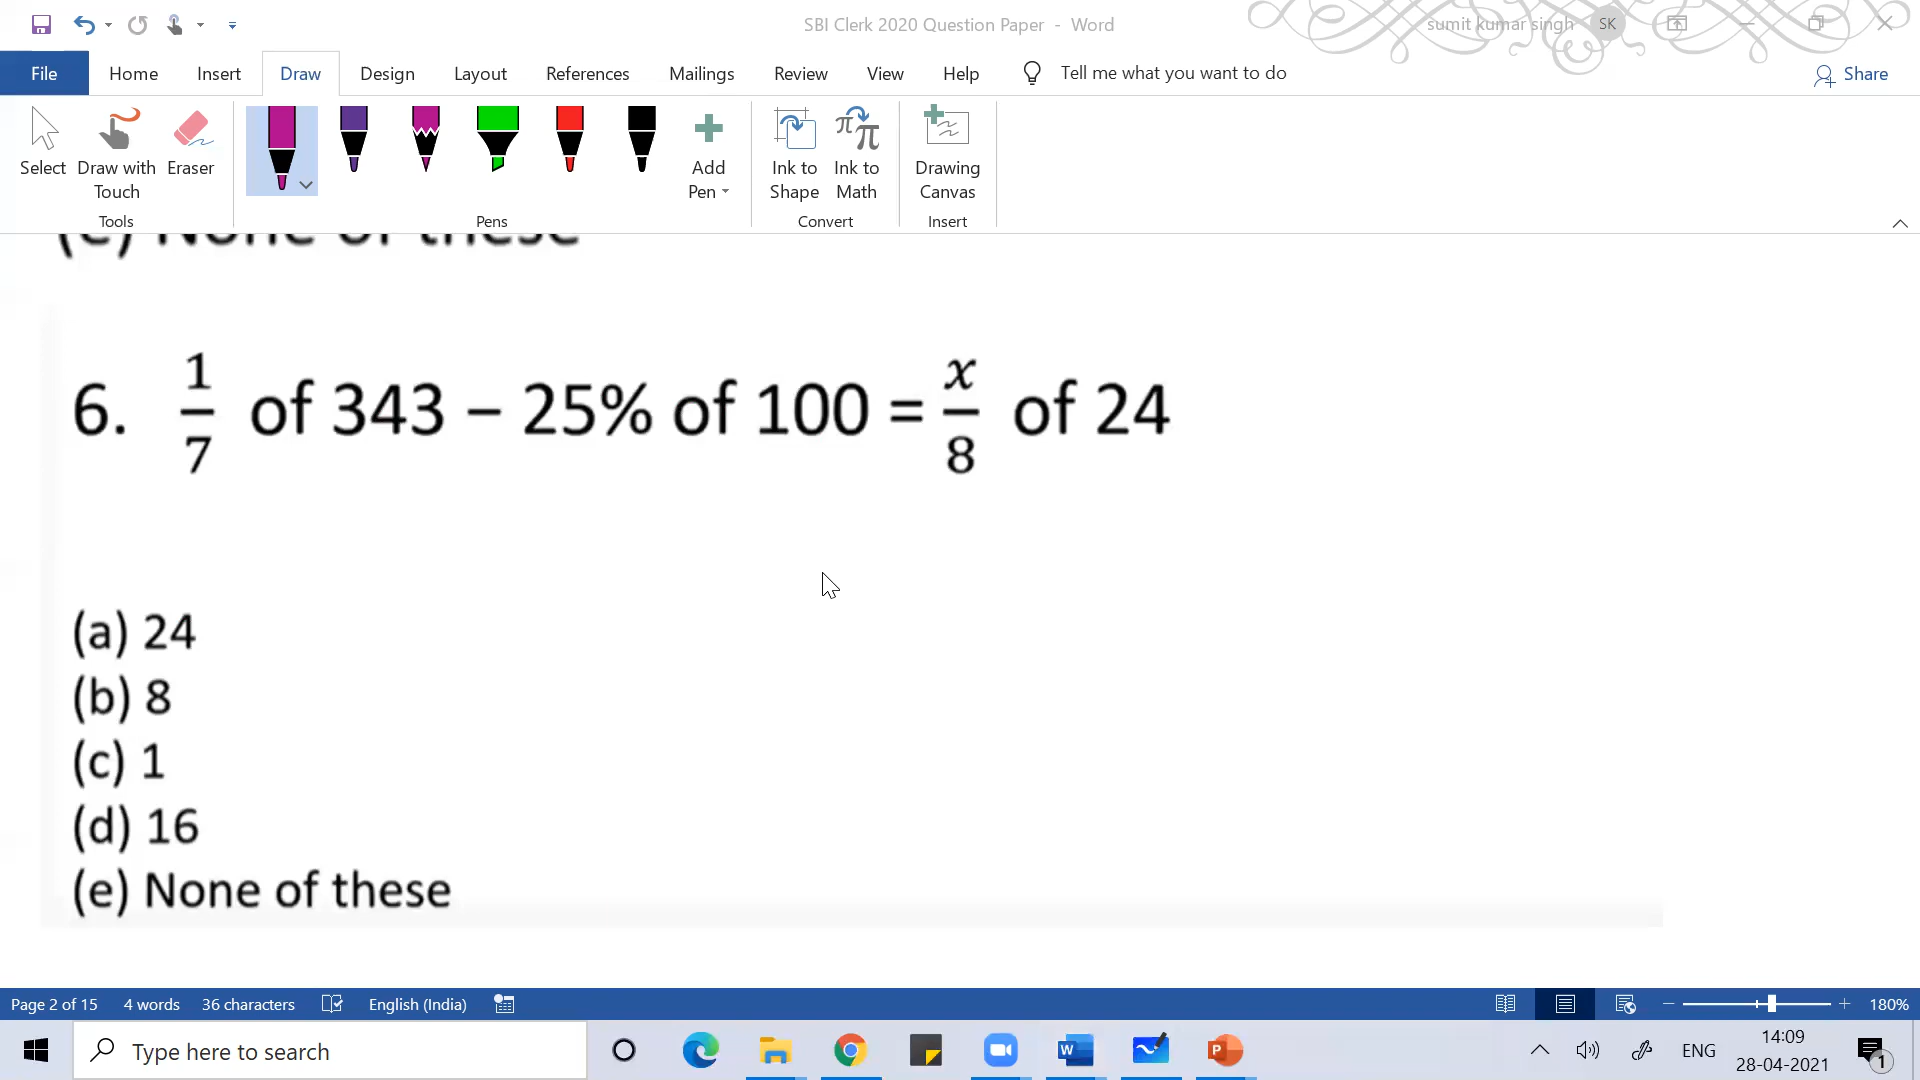 SBI Clerk 2020 Question Paper - Word
sumit kumar singh SK
File Home Insert Draw Design Layout References Mailings Review View Help Tell me what you want to do Share
Select Draw with Touch Eraser
Add Pen
Ink to Shape Ink to Math
Drawing Canvas
Tools Pens Convert Insert
(e) None of these
6. 1/7 of 343 – 25% of 100 = x/8 of 24
(a) 24
(b) 8
(c) 1
(d) 16
(e) None of these
Page 2 of 15 4 words 36 characters English (India) 180%
Type here to search
ENG
14:09
28-04-2021
1